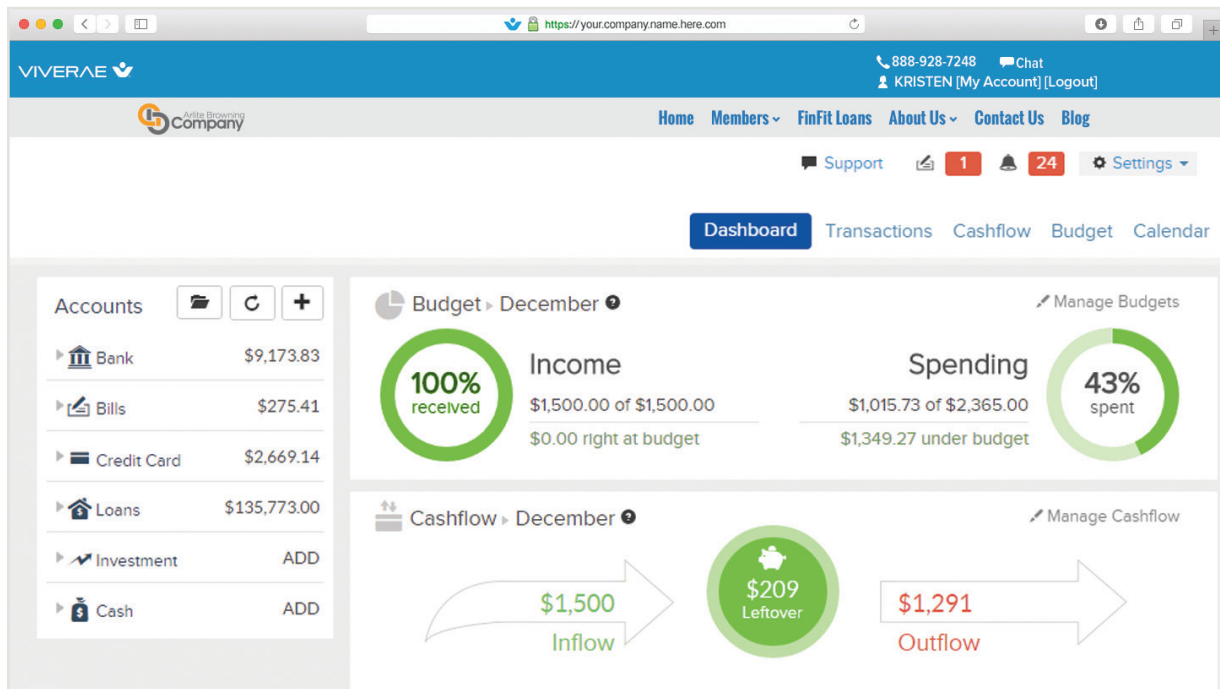 https://your.company.name.here.com
VIVERAE
888-928-7248 Chat
KRISTEN [My Account] [Logout]
Arlite Browning
Company
Home Members FinFit Loans About Us Contact Us Blog
Support 1 24 Settings
Dashboard Transactions Cashflow Budget Calendar
Accounts
Bank $9,173.83
Bills $275.41
Credit Card $2,669.14
Loans $135,773.00
Investment ADD
Cash ADD
Budget December ?
Manage Budgets
100%
received
Income
$1,500.00 of $1,500.00
$0.00 right at budget
Spending
$1,015.73 of $2,365.00
$1,349.27 under budget
43%
spent
Cashflow December ?
Manage Cashflow
$1,500
Inflow
$209
Leftover
$1,291
Outflow